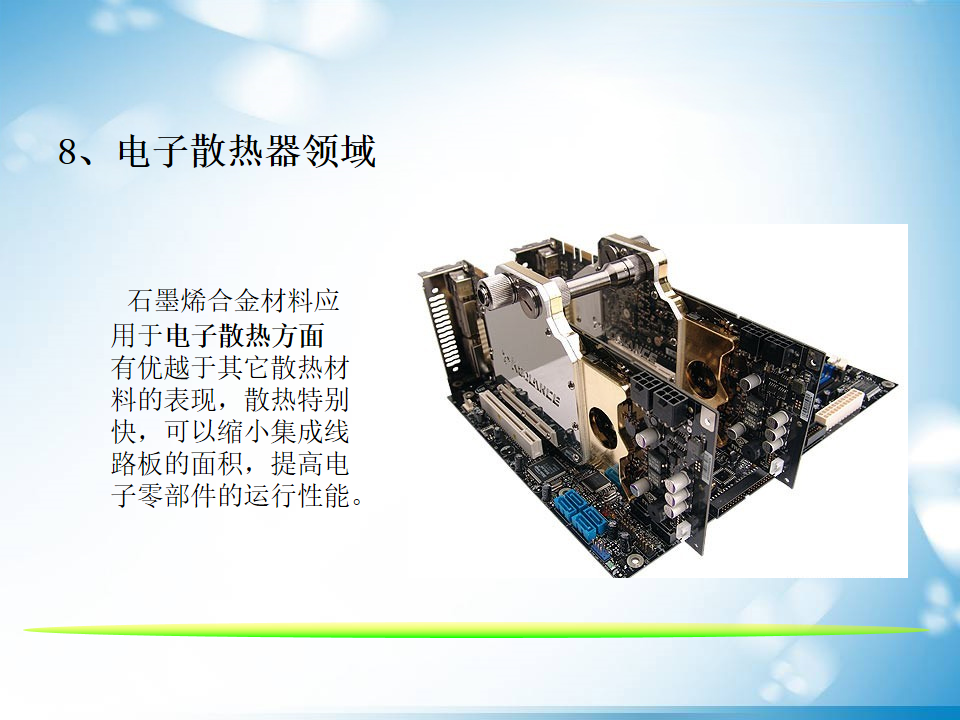 8、电子散热器领域
石墨烯合金材料应
用于电子散热方面
有优越于其它散热材
料的表现，散热特别
快，可以缩小集成线
路板的面积，提高电
子零部件的运行性能。
KOOLANCE